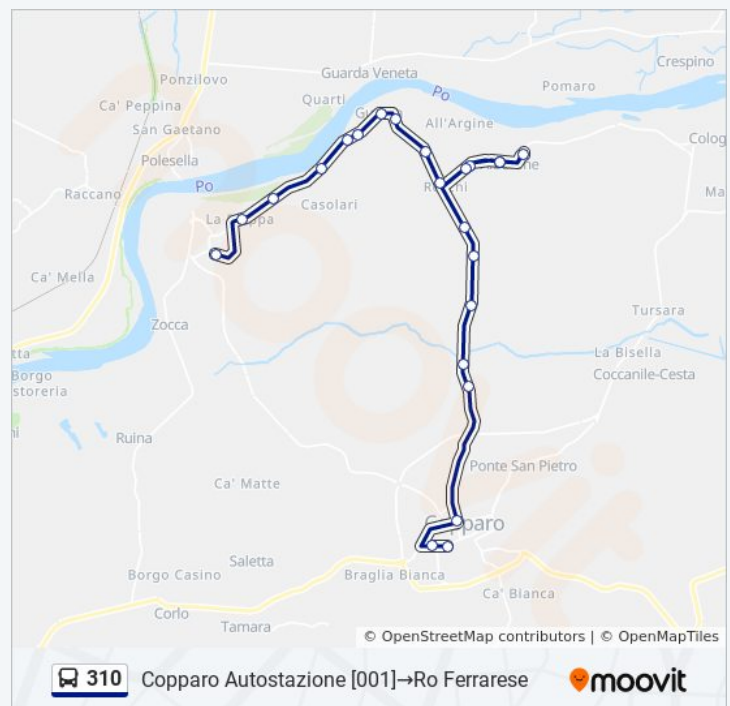 Crespino
Ponzilovo
Guarda Veneta
Pomaro
Po
Quarti
Ca' Peppina
San Gaetano
All'Argine
Polesella
Po
Raccano
Casolari
Ca' Mella
Tursara
Zocca
La Bisella
Borgo
Coccanile-Cesta
Ruina
Ponte San Pietro
Ca' Matte
Copparo
Saletta
Borgo Casino
Braglia Bianca
Ca' Bianca
Corlo
Tamara
© OpenStreetMap contributors | © OpenMapTiles
310 Copparo Autostazione [001]→Ro Ferrarese moovit